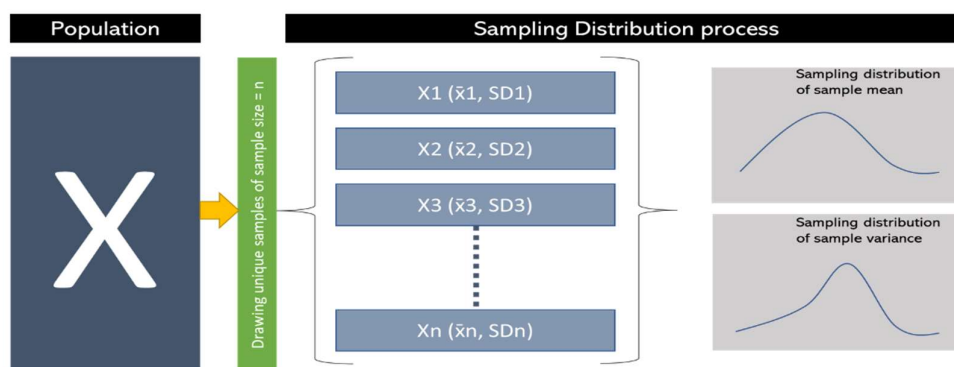 Population
Sampling Distribution process
X
Drawing unique samples of sample size = n
X1 (x̄1, SD1)
X2 (x̄2, SD2)
X3 (x̄3, SD3)
Xn (x̄n, SDn)
Sampling distribution
of sample mean
Sampling distribution
of sample variance